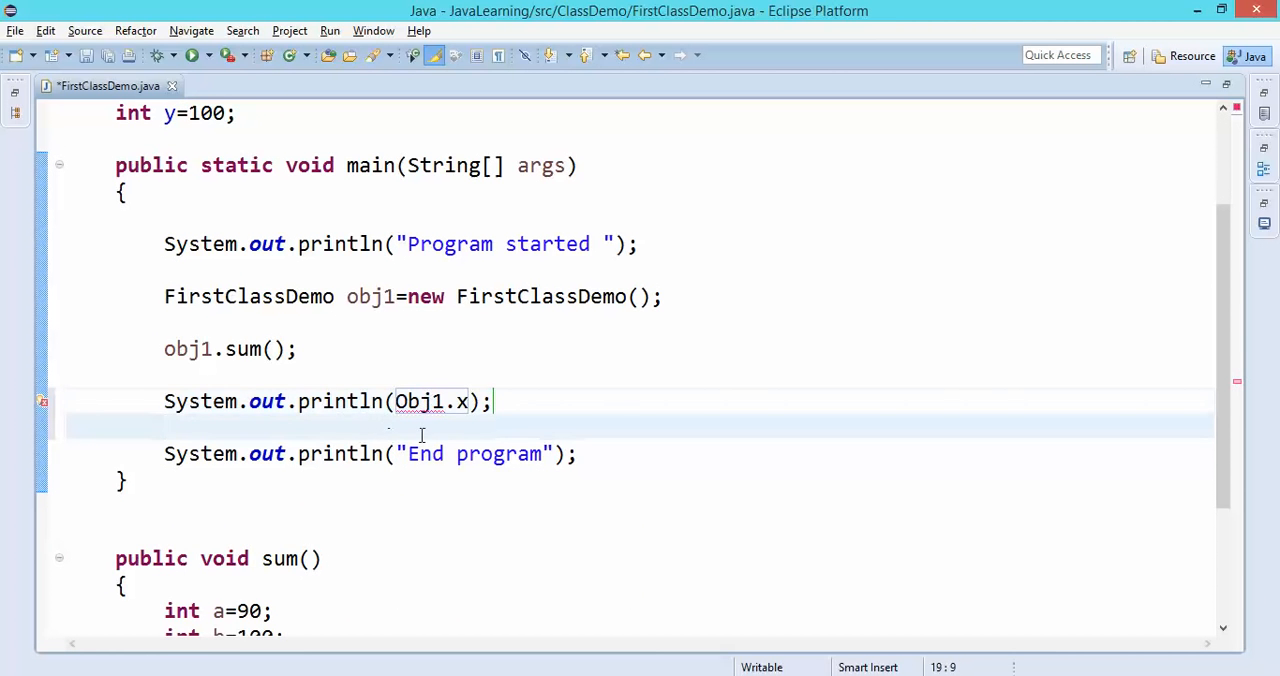 Java - JavaLearning/src/ClassDemo/FirstClassDemo.java - Eclipse Platform
File Edit Source Refactor Navigate Search Project Run Window Help
Quick Access Resource Java
*FirstClassDemo.java
int y=100;
public static void main(String[] args)
{
System.out.println("Program started ");
FirstClassDemo obj1=new FirstClassDemo();
obj1.sum();
System.out.println(Obj1.x);
System.out.println("End program");
}
public void sum()
{
int a=90;
int b=100;
Writable Smart Insert 19:9